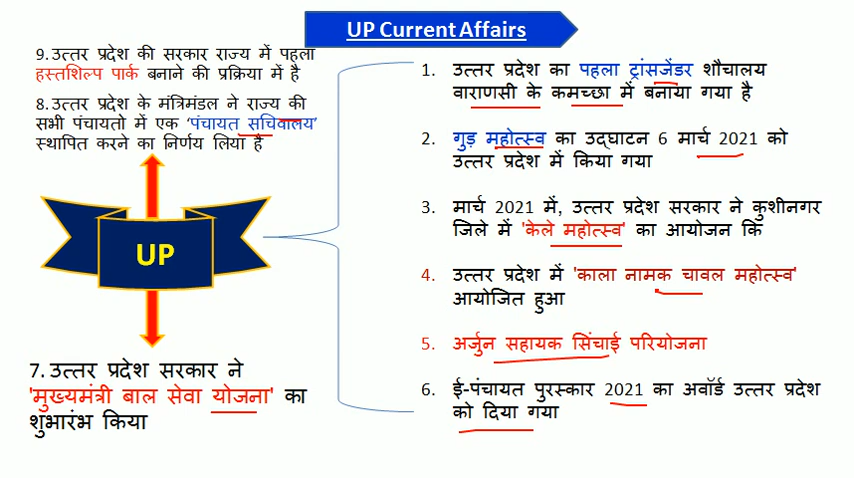 UP Current Affairs
9. उत्तर प्रदेश की सरकार राज्य में पहला
हस्तशिल्प पार्क बनाने की प्रक्रिया में है
8. उत्तर प्रदेश के मंत्रिमंडल ने राज्य की
सभी पंचायतो में एक 'पंचायत सचिवालय'
स्थापित करने का निर्णय लिया है
UP
7. उत्तर प्रदेश सरकार ने
'मुख्यमंत्री बाल सेवा योजना' का
शुभारंभ किया
1. उत्तर प्रदेश का पहला ट्रांसजेंडर शौचालय
वाराणसी के कमच्छा में बनाया गया है
2. गुड़ महोत्स्व का उद्घाटन 6 मार्च 2021 को
उत्तर प्रदेश में किया गया
3. मार्च 2021 में, उत्तर प्रदेश सरकार ने कुशीनगर
जिले में 'केले महोत्स्व' का आयोजन कि
4. उत्तर प्रदेश में 'काला नामक चावल महोत्स्व'
आयोजित हुआ
5. अर्जुन सहायक सिंचाई परियोजना
6. ई-पंचायत पुरस्कार 2021 का अवॉर्ड उत्तर प्रदेश
को दिया गया